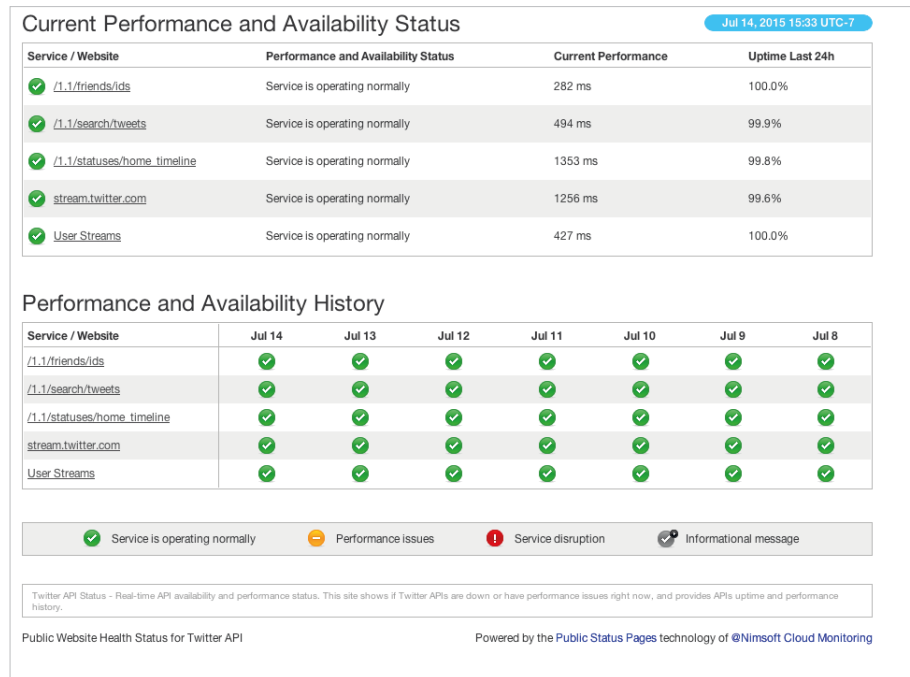 Current Performance and Availability Status
Jul 14, 2015 15:33 UTC-7
Service / Website Performance and Availability Status Current Performance Uptime Last 24h
/1.1/friends/ids Service is operating normally 282 ms 100.0%
/1.1/search/tweets Service is operating normally 494 ms 99.9%
/1.1/statuses/home_timeline Service is operating normally 1353 ms 99.8%
stream.twitter.com Service is operating normally 1256 ms 99.6%
User Streams Service is operating normally 427 ms 100.0%
Performance and Availability History
Service / Website Jul 14 Jul 13 Jul 12 Jul 11 Jul 10 Jul 9 Jul 8
/1.1/friends/ids
/1.1/search/tweets
/1.1/statuses/home_timeline
stream.twitter.com
User Streams
Service is operating normally Performance issues Service disruption Informational message
Twitter API Status - Real-time API availability and performance status. This site shows if Twitter APIs are down or have performance issues right now, and provides APIs uptime and performance
history.
Public Website Health Status for Twitter API Powered by the Public Status Pages technology of @Nimsoft Cloud Monitoring